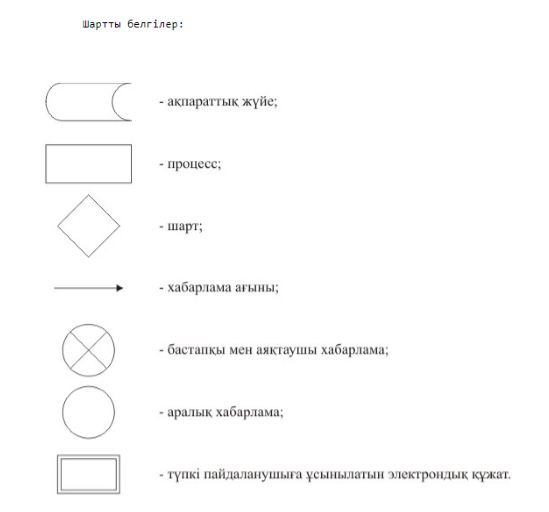 Шартты белгілер:
- ақпараттық жүйе;
- процесс;
- шарт;
- хабарлама ағыны;
- бастапқы мен аяқтаушы хабарлама;
- аралық хабарлама;
- түпкі пайдаланушыға ұсынылатын электрондық құжат.